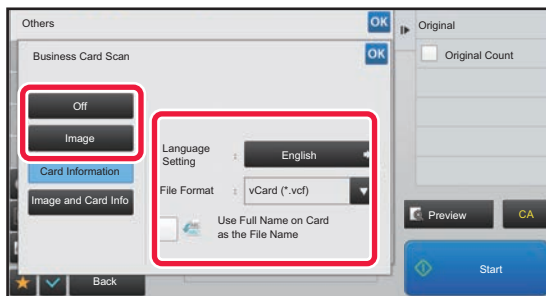 Others
OK
Original
Business Card Scan
OK
Original Count
Off
Image
Language
Setting
:
English
Card Information
File Format
:
vCard (*.vcf)
Image and Card Info
Use Full Name on Card
as the File Name
Preview
CA
Back
Start